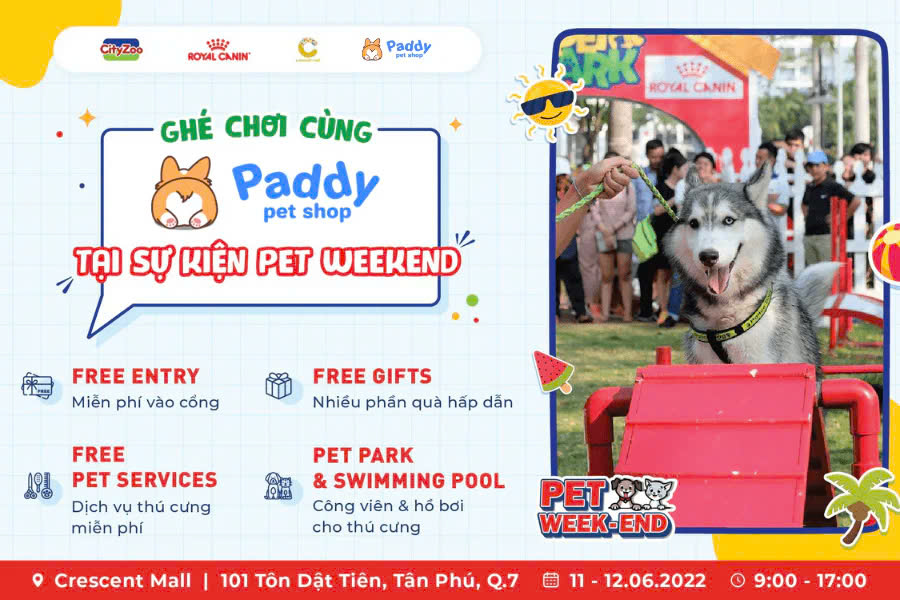 CityZoo
ROYAL CANIN
Paddy
pet shop
GHÉ CHƠI CÙNG
Paddy
pet shop
TẠI SỰ KIỆN PET WEEKEND
FREE
FREE ENTRY
Miễn phí vào cổng
FREE GIFTS
Nhiều phần quà hấp dẫn
FREE
PET SERVICES
Dịch vụ thú cưng
miễn phí
PET PARK
& SWIMMING POOL
Công viên & hồ bơi
cho thú cưng
PARK
ROYAL CANIN
PET
WEEK-END
Crescent Mall | 101 Tôn Dật Tiên, Tân Phú, Q.7
11 - 12.06.2022
9:00 - 17:00